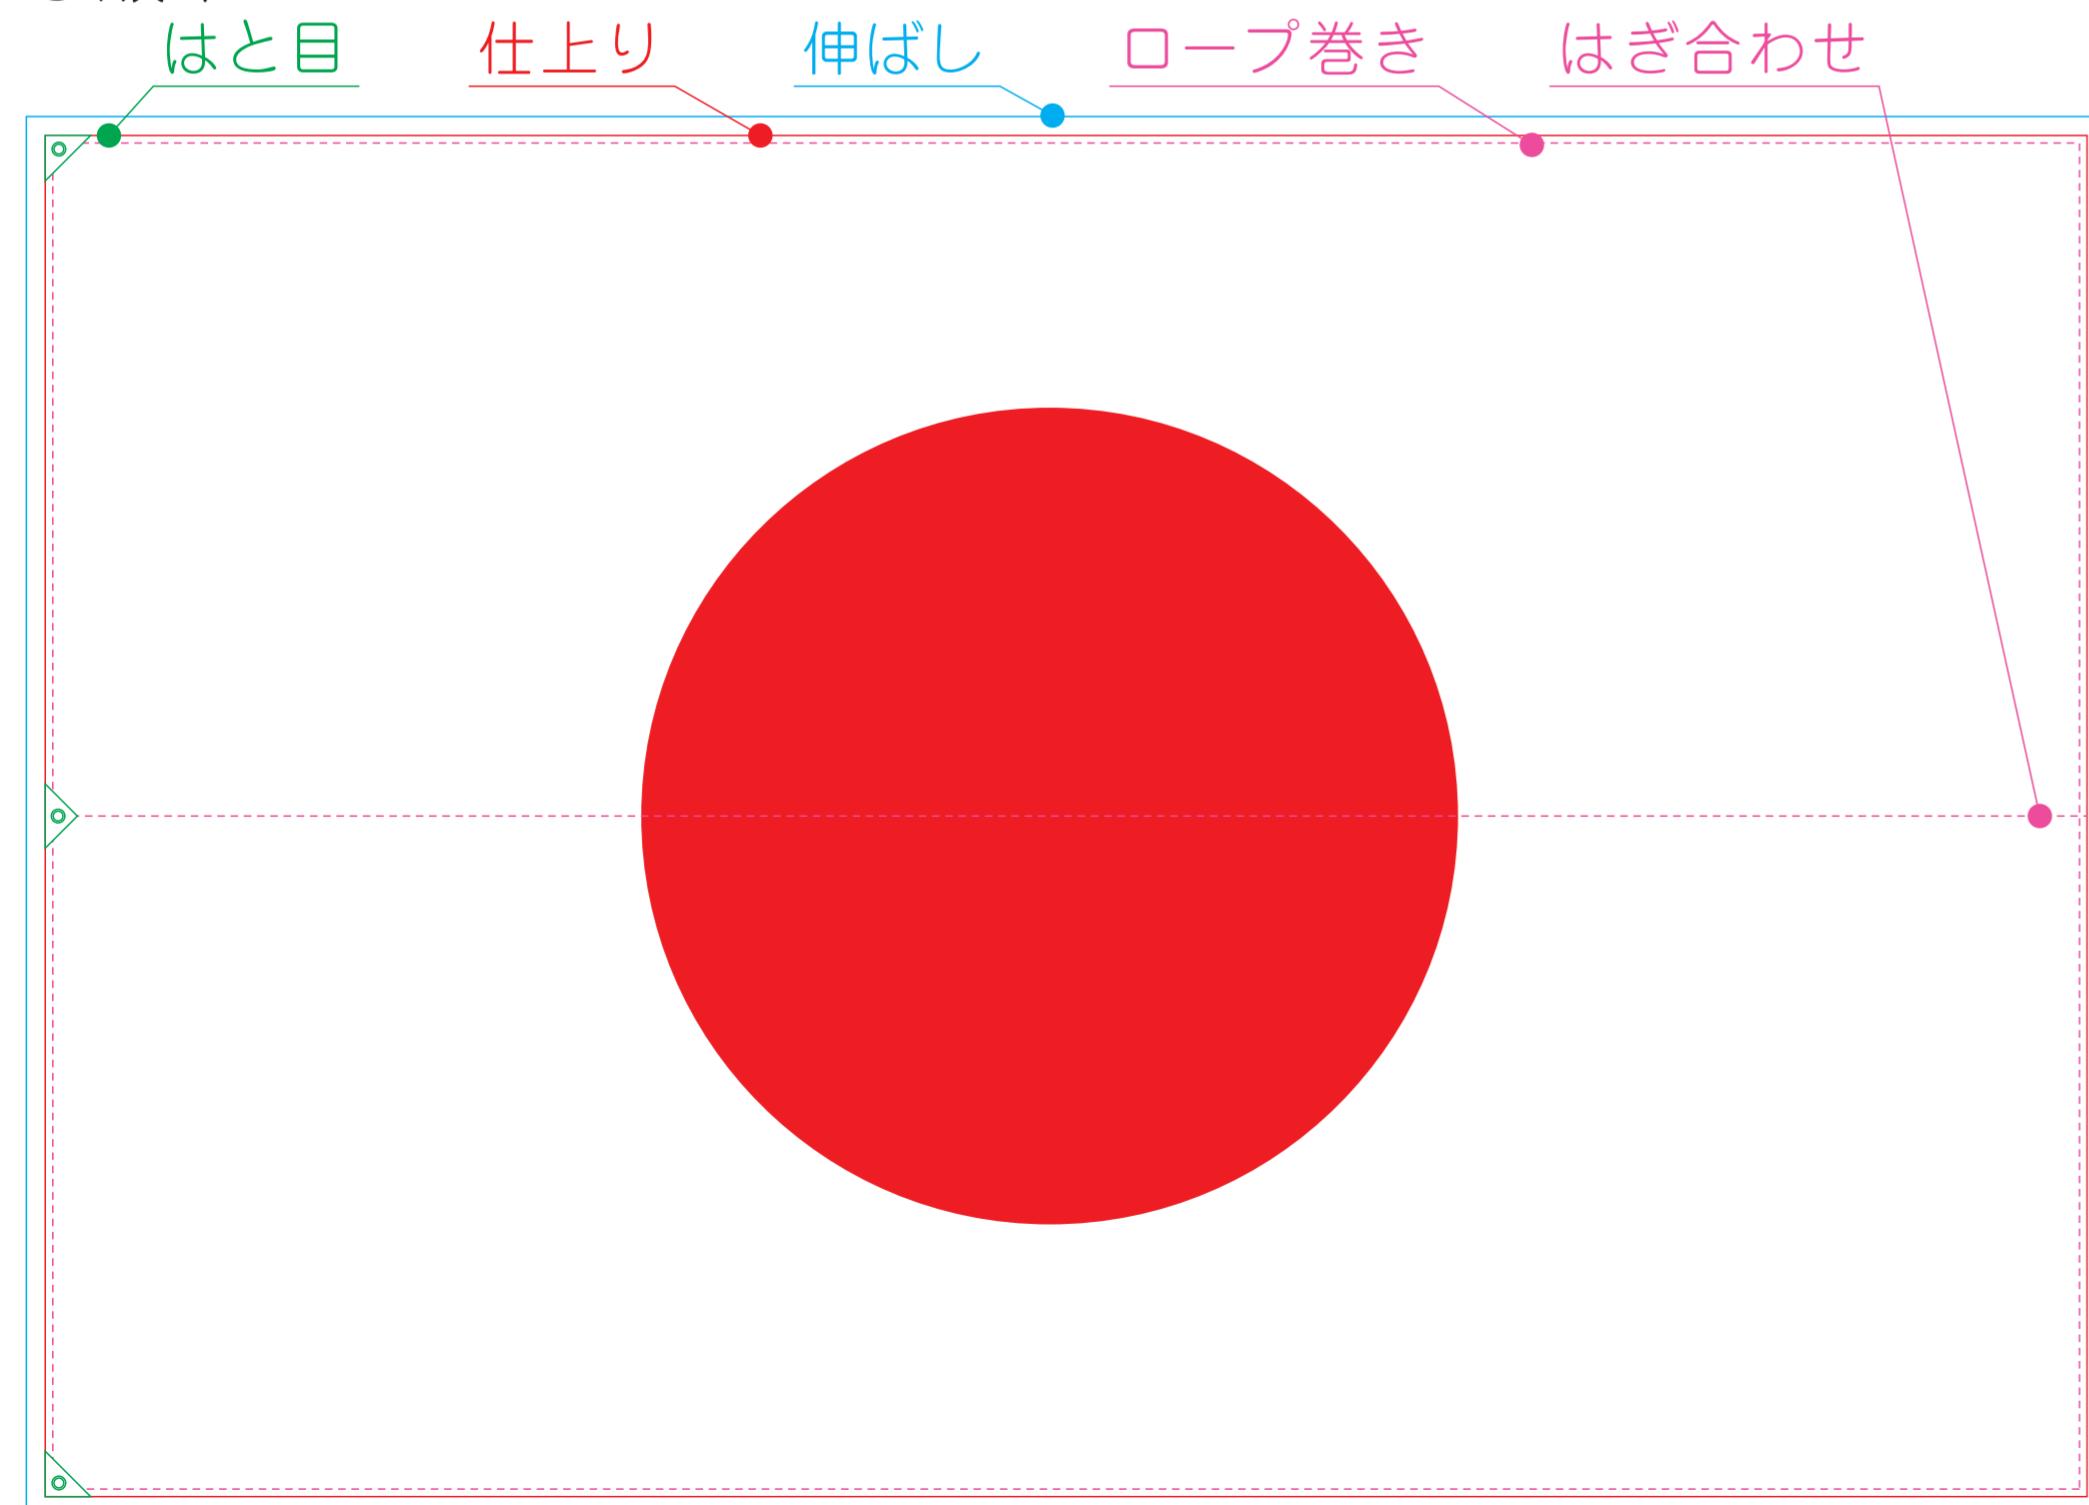 はと目
仕上り
伸ばし
ロープ巻き
はぎ合わせ